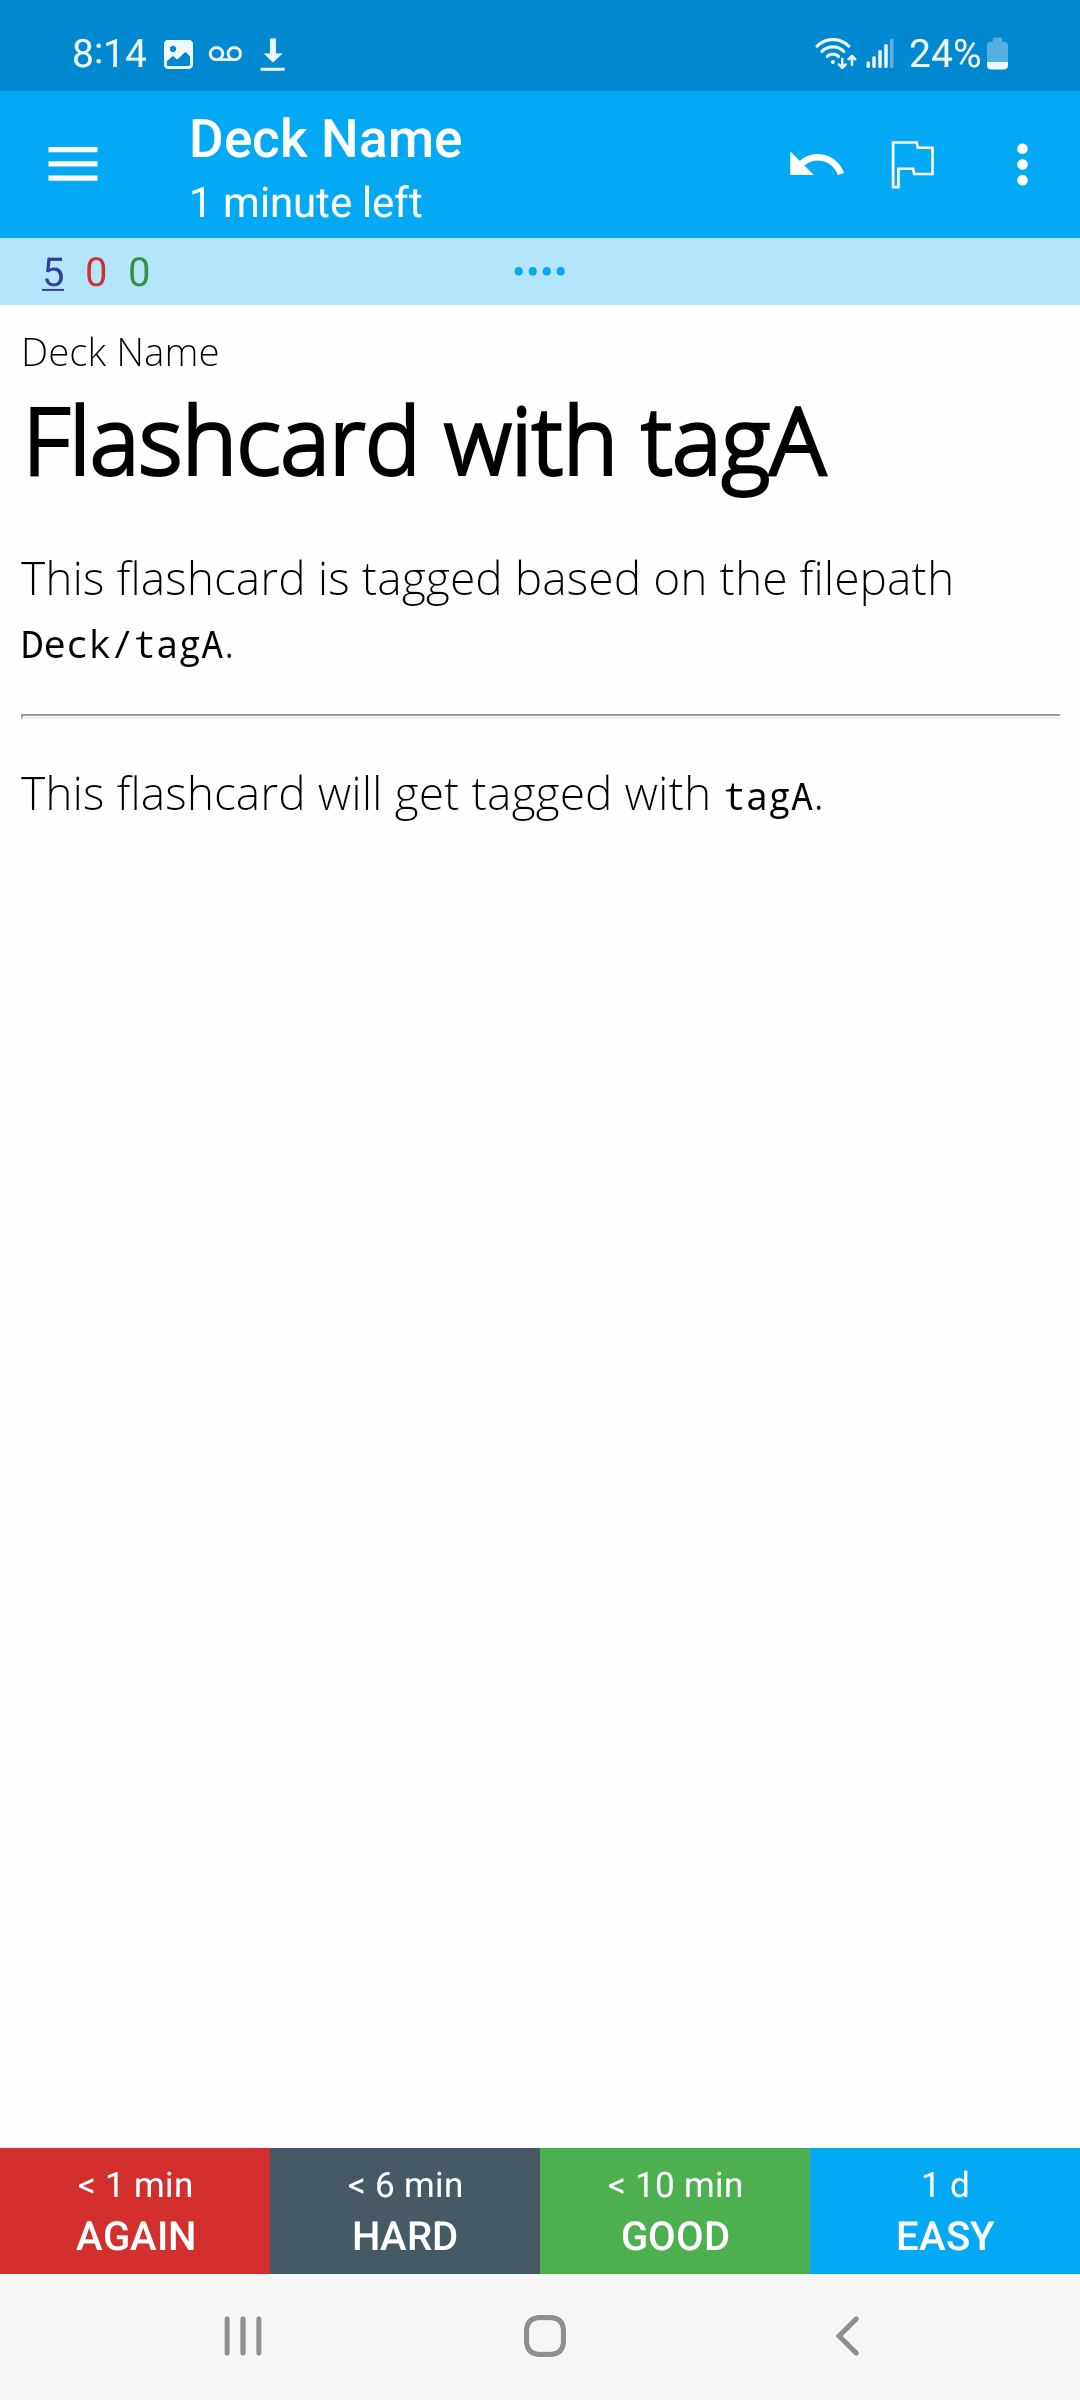 8:14 24%
Deck Name
1 minute left
5 0 0
Deck Name
Flashcard with tagA
This flashcard is tagged based on the filepath
Deck/tagA.
This flashcard will get tagged with tagA.
< 1 min < 6 min < 10 min 1 d
AGAIN HARD GOOD EASY